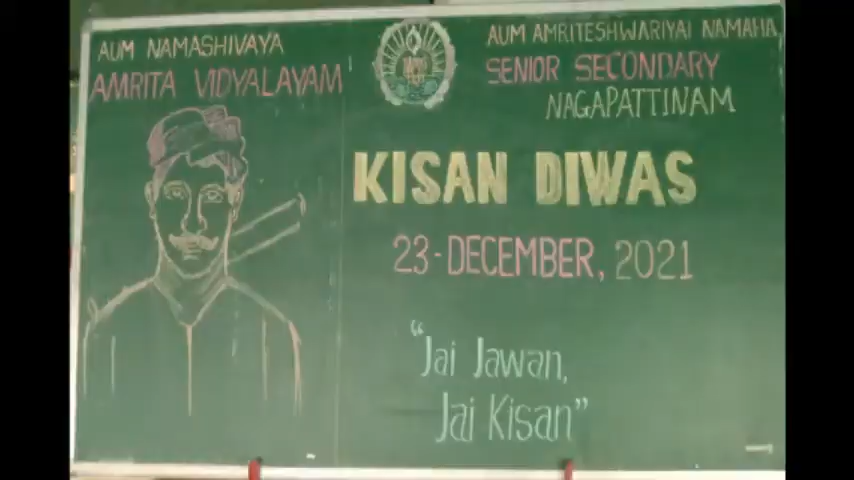 AUM NAMASHIVAYA
AMRITA VIDYALAYAM
AUM AMRITESHWARIYAI NAMAHA
SENIOR SECONDARY
NAGAPATTINAM
KISAN DIWAS
23-DECEMBER, 2021
"Jai Jawan,
Jai Kisan"